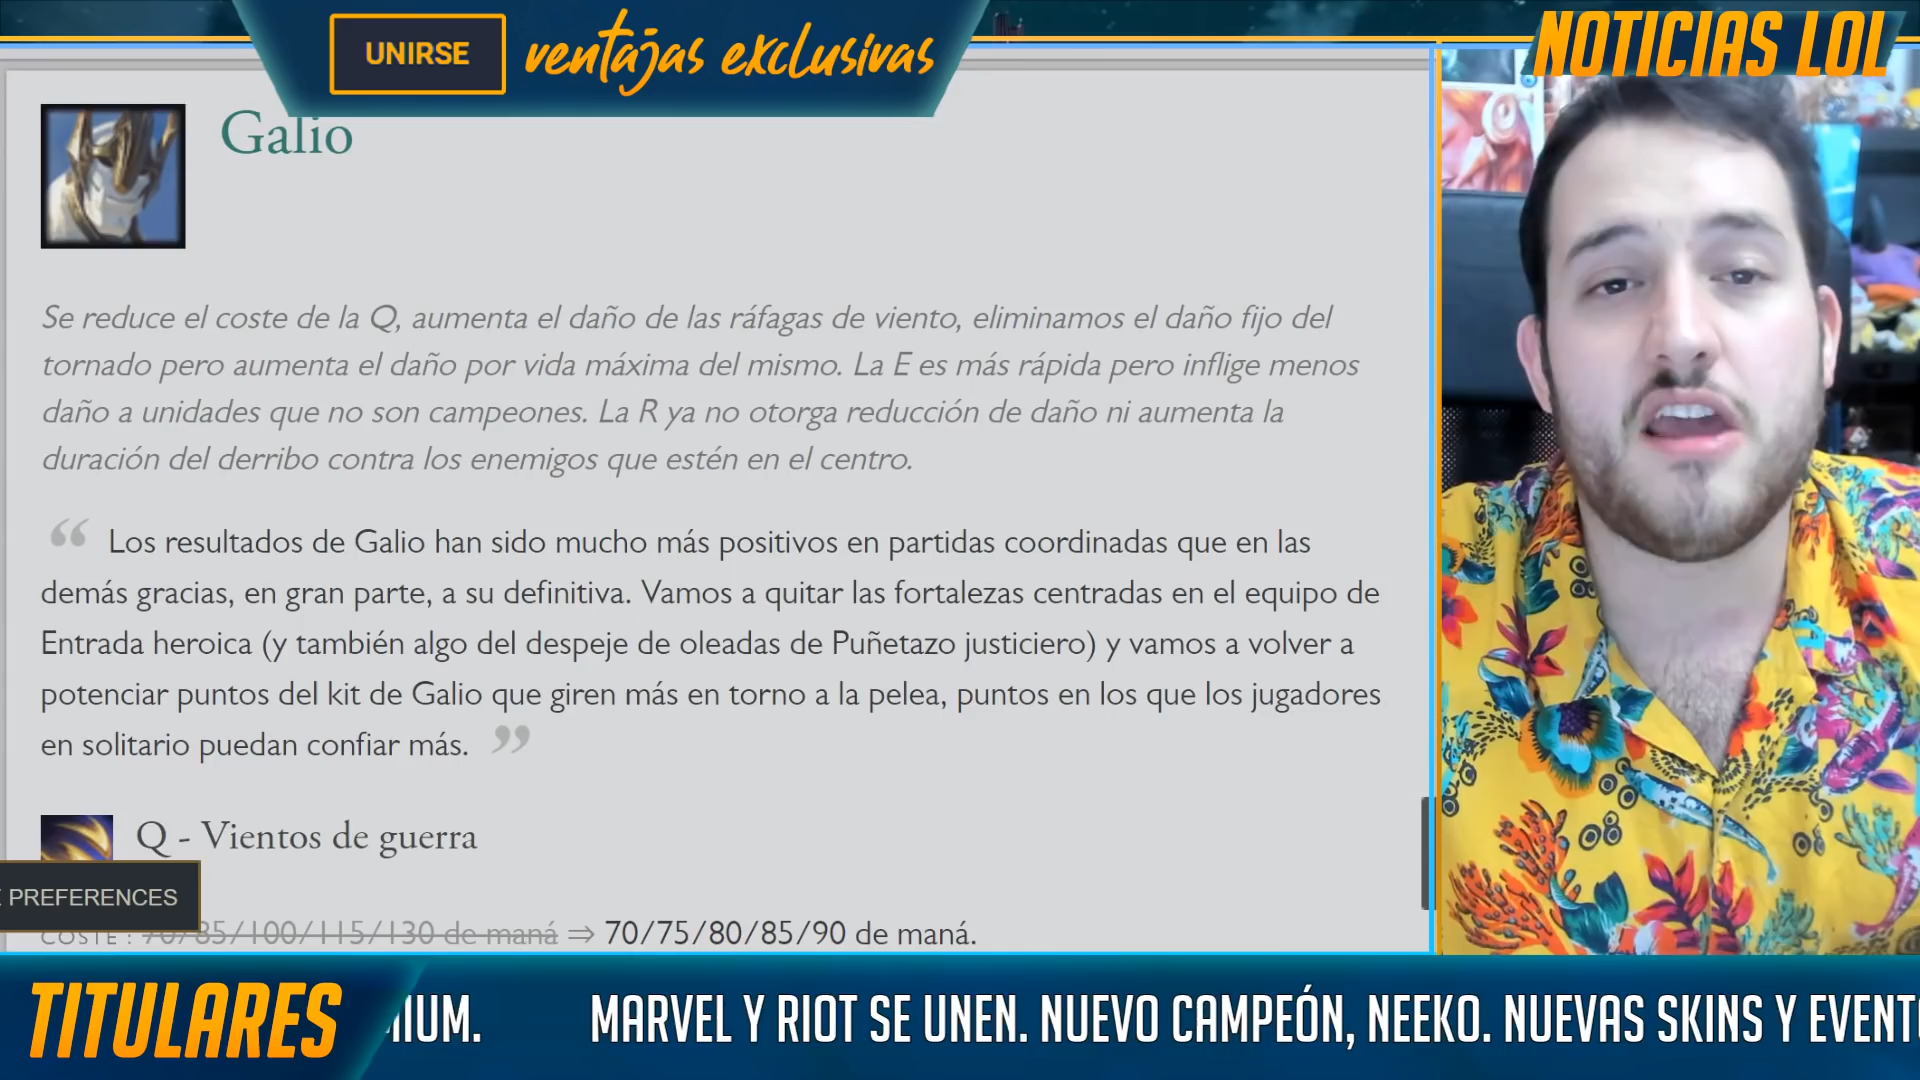 UNIRSE
ventajas exclusivas
NOTICIAS LOL
Galio
Se reduce el coste de la Q, aumenta el daño de las ráfagas de viento, eliminamos el daño fijo del
tornado pero aumenta el daño por vida máxima del mismo. La E es más rápida pero inflige menos
daño a unidades que no son campeones. La R ya no otorga reducción de daño ni aumenta la
duración del derribo contra los enemigos que estén en el centro.
“ Los resultados de Galio han sido mucho más positivos en partidas coordinadas que en las
demás gracias, en gran parte, a su definitiva. Vamos a quitar las fortalezas centradas en el equipo de
Entrada heroica (y también algo del despeje de oleadas de Puñetazo justiciero) y vamos a volver a
potenciar puntos del kit de Galio que giren más en torno a la pelea, puntos en los que los jugadores
en solitario puedan confiar más. ”
Q - Vientos de guerra
PREFERENCES
COSTE: 70/85/100/115/130 de maná ⇒ 70/75/80/85/90 de maná.
TITULARES
MIUM. MARVEL Y RIOT SE UNEN. NUEVO CAMPEÓN, NEEKO. NUEVAS SKINS Y EVENTO